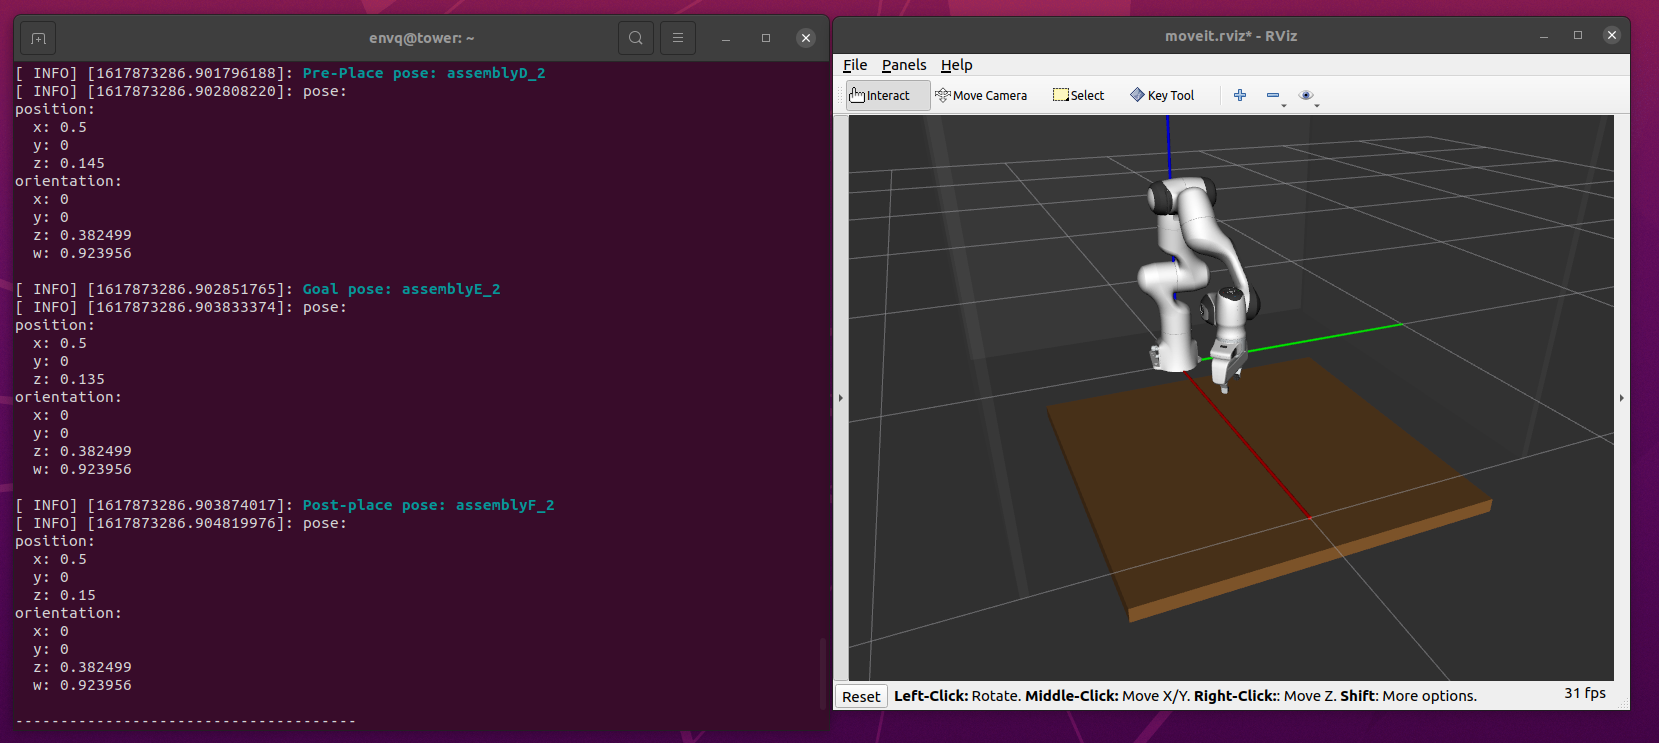 envq@tower: ~
[ INFO] [1617873286.901796188]: Pre-Place pose: assemblyD_2
[ INFO] [1617873286.902808220]: pose:
position:
  x: 0.5
  y: 0
  z: 0.145
orientation:
  x: 0
  y: 0
  z: 0.382499
  w: 0.923956
[ INFO] [1617873286.902851765]: Goal pose: assemblyE_2
[ INFO] [1617873286.903833374]: pose:
position:
  x: 0.5
  y: 0
  z: 0.135
orientation:
  x: 0
  y: 0
  z: 0.382499
  w: 0.923956
[ INFO] [1617873286.903874017]: Post-place pose: assemblyF_2
[ INFO] [1617873286.904819976]: pose:
position:
  x: 0.5
  y: 0
  z: 0.15
orientation:
  x: 0
  y: 0
  z: 0.382499
  w: 0.923956
--------------------------------------
moveit.rviz* - RViz
File Panels Help
Interact Move Camera Select Key Tool
Reset Left-Click: Rotate. Middle-Click: Move X/Y. Right-Click:: Move Z. Shift: More options. 31 fps